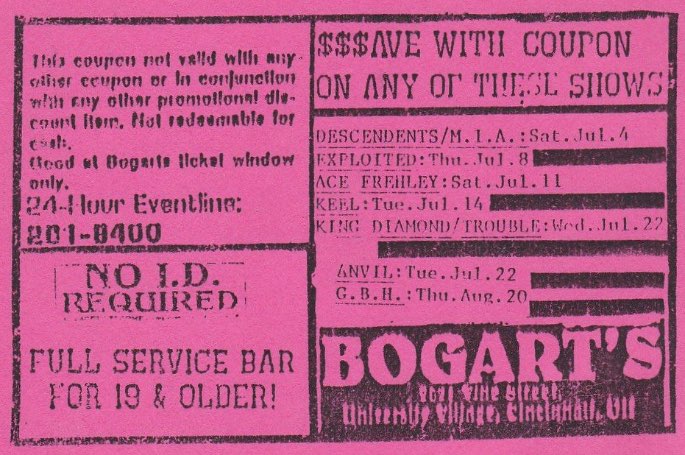 This coupon not valid with any
other coupon or in conjunction
with any other promotional dis-
count item. Not redeemable for
cash.
Good at Bogarts ticket window
only.
24-Hour Eventline:
281-8400
NO I.D.
REQUIRED
FULL SERVICE BAR
FOR 19 & OLDER!
$$$AVE WITH COUPON
ON ANY OF THESE SHOWS
DESCENDENTS/M.I.A.:Sat.Jul.4
EXPLOITED:Thu.Jul.8
ACE FREHLEY:Sat.Jul.11
KEEL:Tue.Jul.14
KING DIAMOND/TROUBLE:Wed.Jul.22
ANVIL:Tue.Jul.22
G.B.H.:Thu.Aug.20
BOGART'S
Vine Street
University Village, Cincinnati, OH